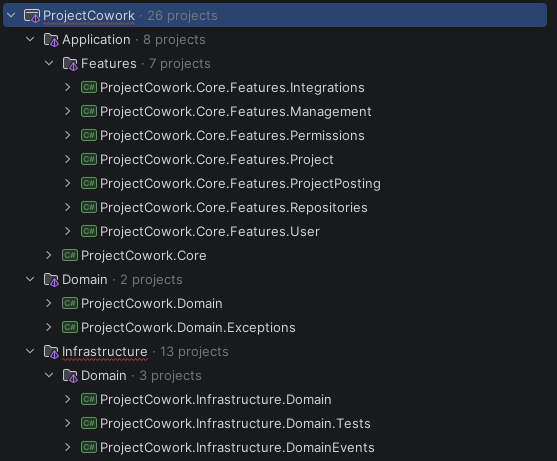 ProjectCowork · 26 projects
Application · 8 projects
Features · 7 projects
C# ProjectCowork.Core.Features.Integrations
C# ProjectCowork.Core.Features.Management
C# ProjectCowork.Core.Features.Permissions
C# ProjectCowork.Core.Features.Project
C# ProjectCowork.Core.Features.ProjectPosting
C# ProjectCowork.Core.Features.Repositories
C# ProjectCowork.Core.Features.User
C# ProjectCowork.Core
Domain · 2 projects
C# ProjectCowork.Domain
C# ProjectCowork.Domain.Exceptions
Infrastructure · 13 projects
Domain · 3 projects
C# ProjectCowork.Infrastructure.Domain
C# ProjectCowork.Infrastructure.Domain.Tests
C# ProjectCowork.Infrastructure.DomainEvents